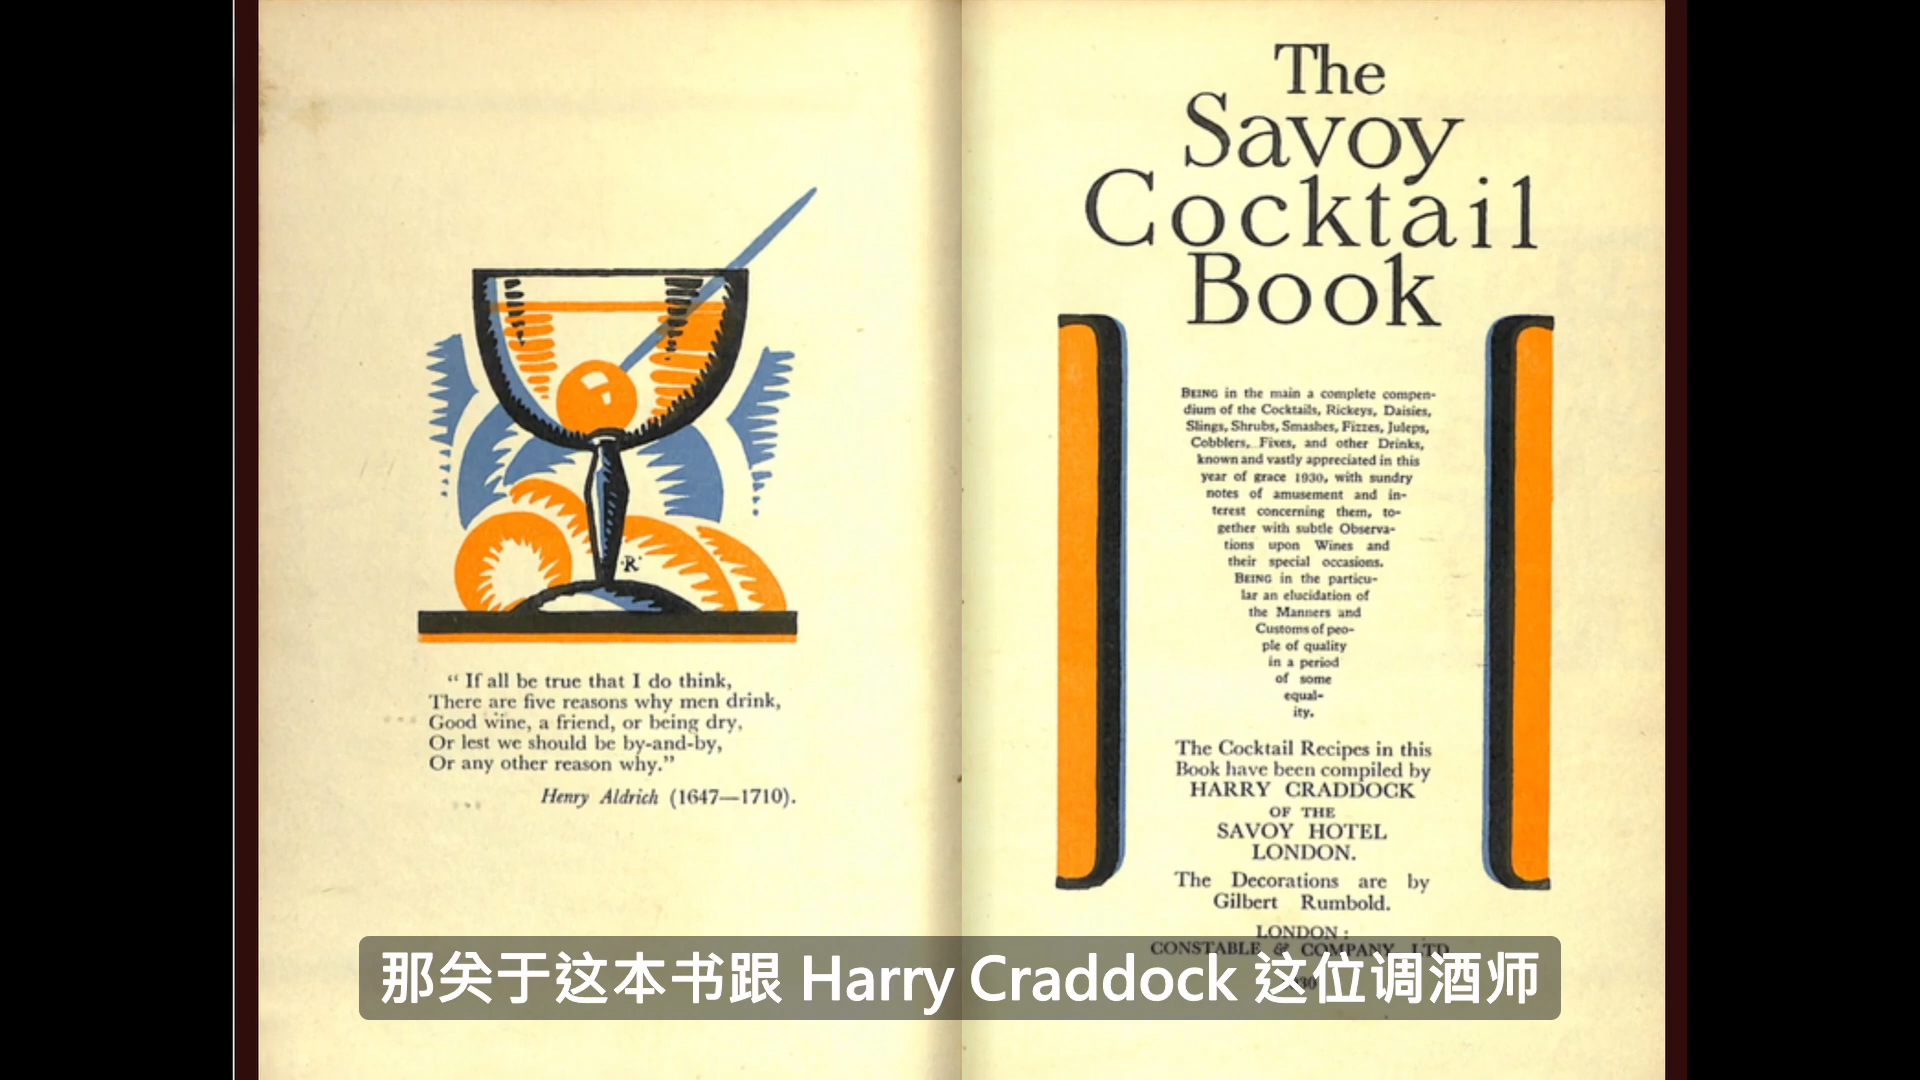 “ If all be true that I do think,
There are five reasons why men drink,
Good wine, a friend, or being dry,
Or lest we should be by-and-by,
Or any other reason why.”
Henry Aldrich (1647—1710).
·R·
The
Savoy
Cocktail
Book
BEING in the main a complete compen-
dium of the Cocktails, Rickeys, Daisies,
Slings, Shrubs, Smashes, Fizzes, Juleps,
Cobblers, Fixes, and other Drinks,
known and vastly appreciated in this
year of grace 1930, with sundry
notes of amusement and in-
terest concerning them, to-
gether with subtle Observa-
tions upon Wines and
their special occasions.
BEING in the particu-
lar an elucidation of
the Manners and
Customs of peo-
ple of quality
in a period
of some
equal-
ity.
The Cocktail Recipes in this
Book have been compiled by
HARRY CRADDOCK
OF THE
SAVOY HOTEL
LONDON.
The Decorations are by
Gilbert Rumbold.
LONDON :
CONSTABLE & COMPANY LTD
那关于这本书跟 Harry Craddock 这位调酒师